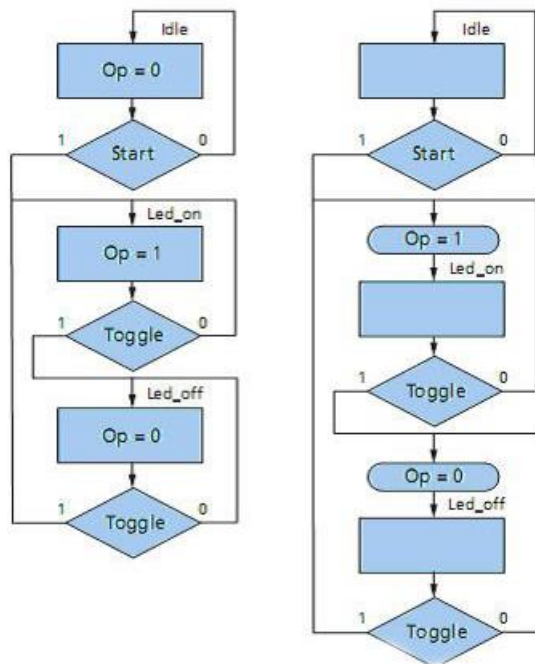 Idle
Op = 0
1
Start
0
Led_on
Op = 1
1
Toggle
0
Led_off
Op = 0
1
Toggle
0
Idle
1
Start
0
Op = 1
Led_on
1
Toggle
0
Op = 0
Led_off
1
Toggle
0